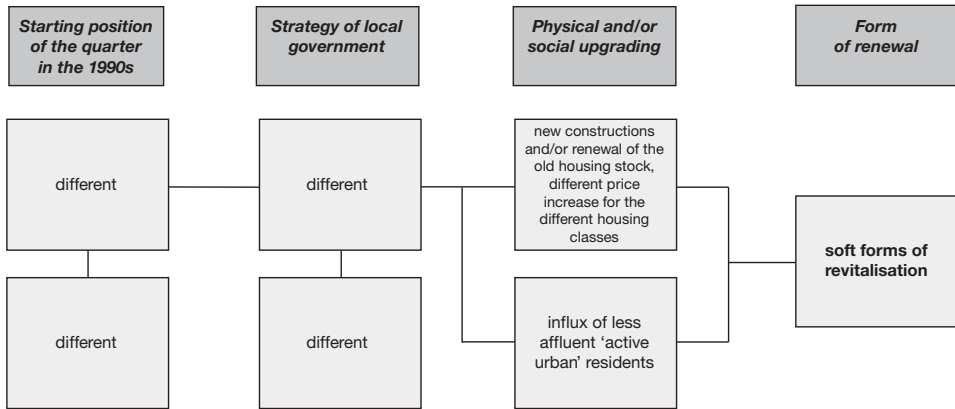 Starting position
of the quarter
in the 1990s
Strategy of local
government
Physical and/or
social upgrading
Form
of renewal
different
different
new constructions
and/or renewal of the
old housing stock,
different price
increase for the
different housing
classes
soft forms of
revitalisation
different
different
influx of less
affluent ‘active
urban’ residents